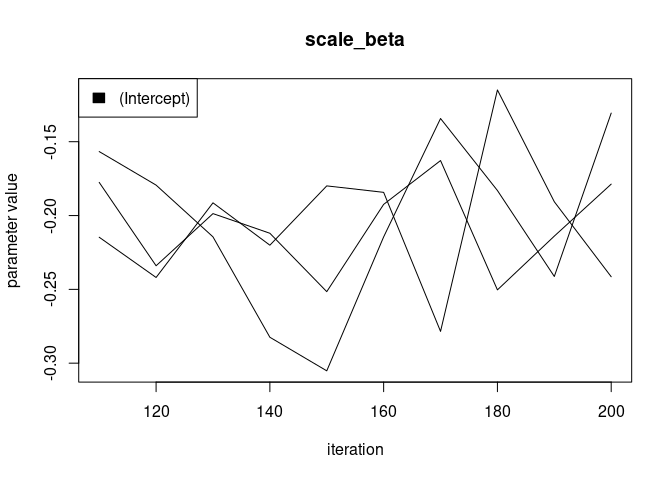 scale_beta
(Intercept)
parameter value
-0.15
-0.20
-0.25
-0.30
120 140 160 180 200
iteration